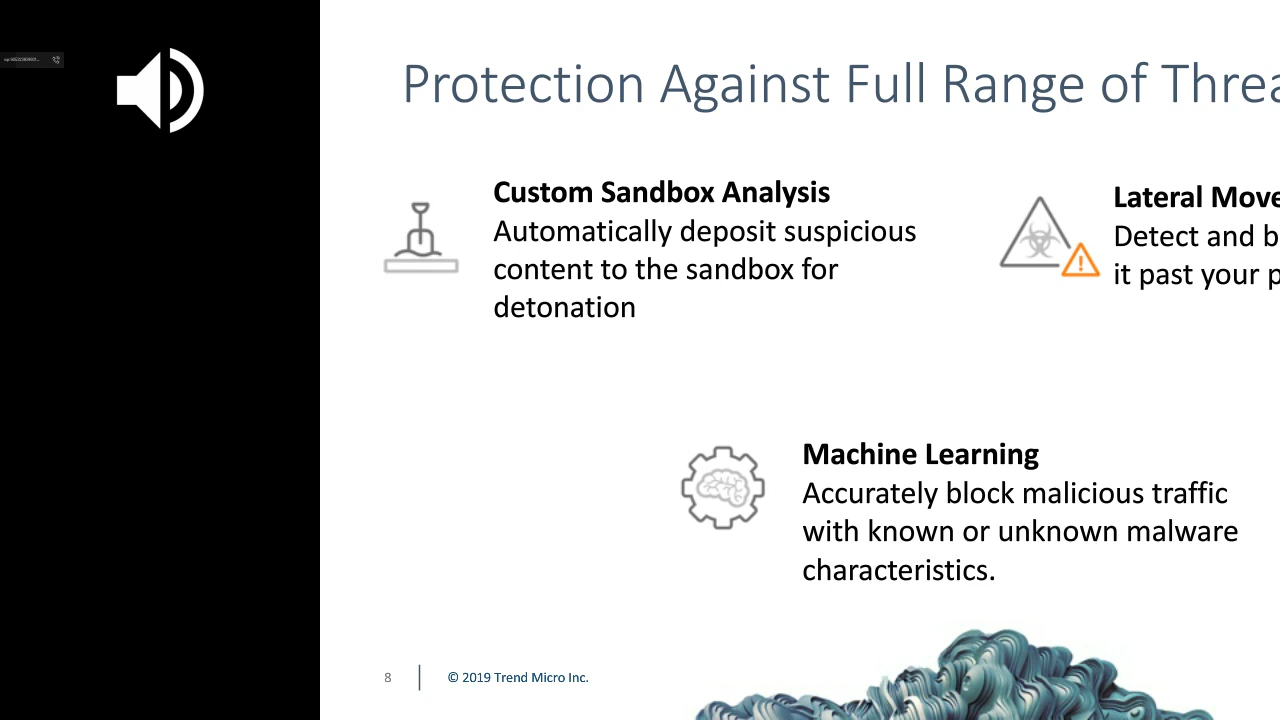 Protection Against Full Range of Threa
Custom Sandbox Analysis
Automatically deposit suspicious
content to the sandbox for
detonation
Lateral Move
Detect and b
it past your p
Machine Learning
Accurately block malicious traffic
with known or unknown malware
characteristics.
8
© 2019 Trend Micro Inc.